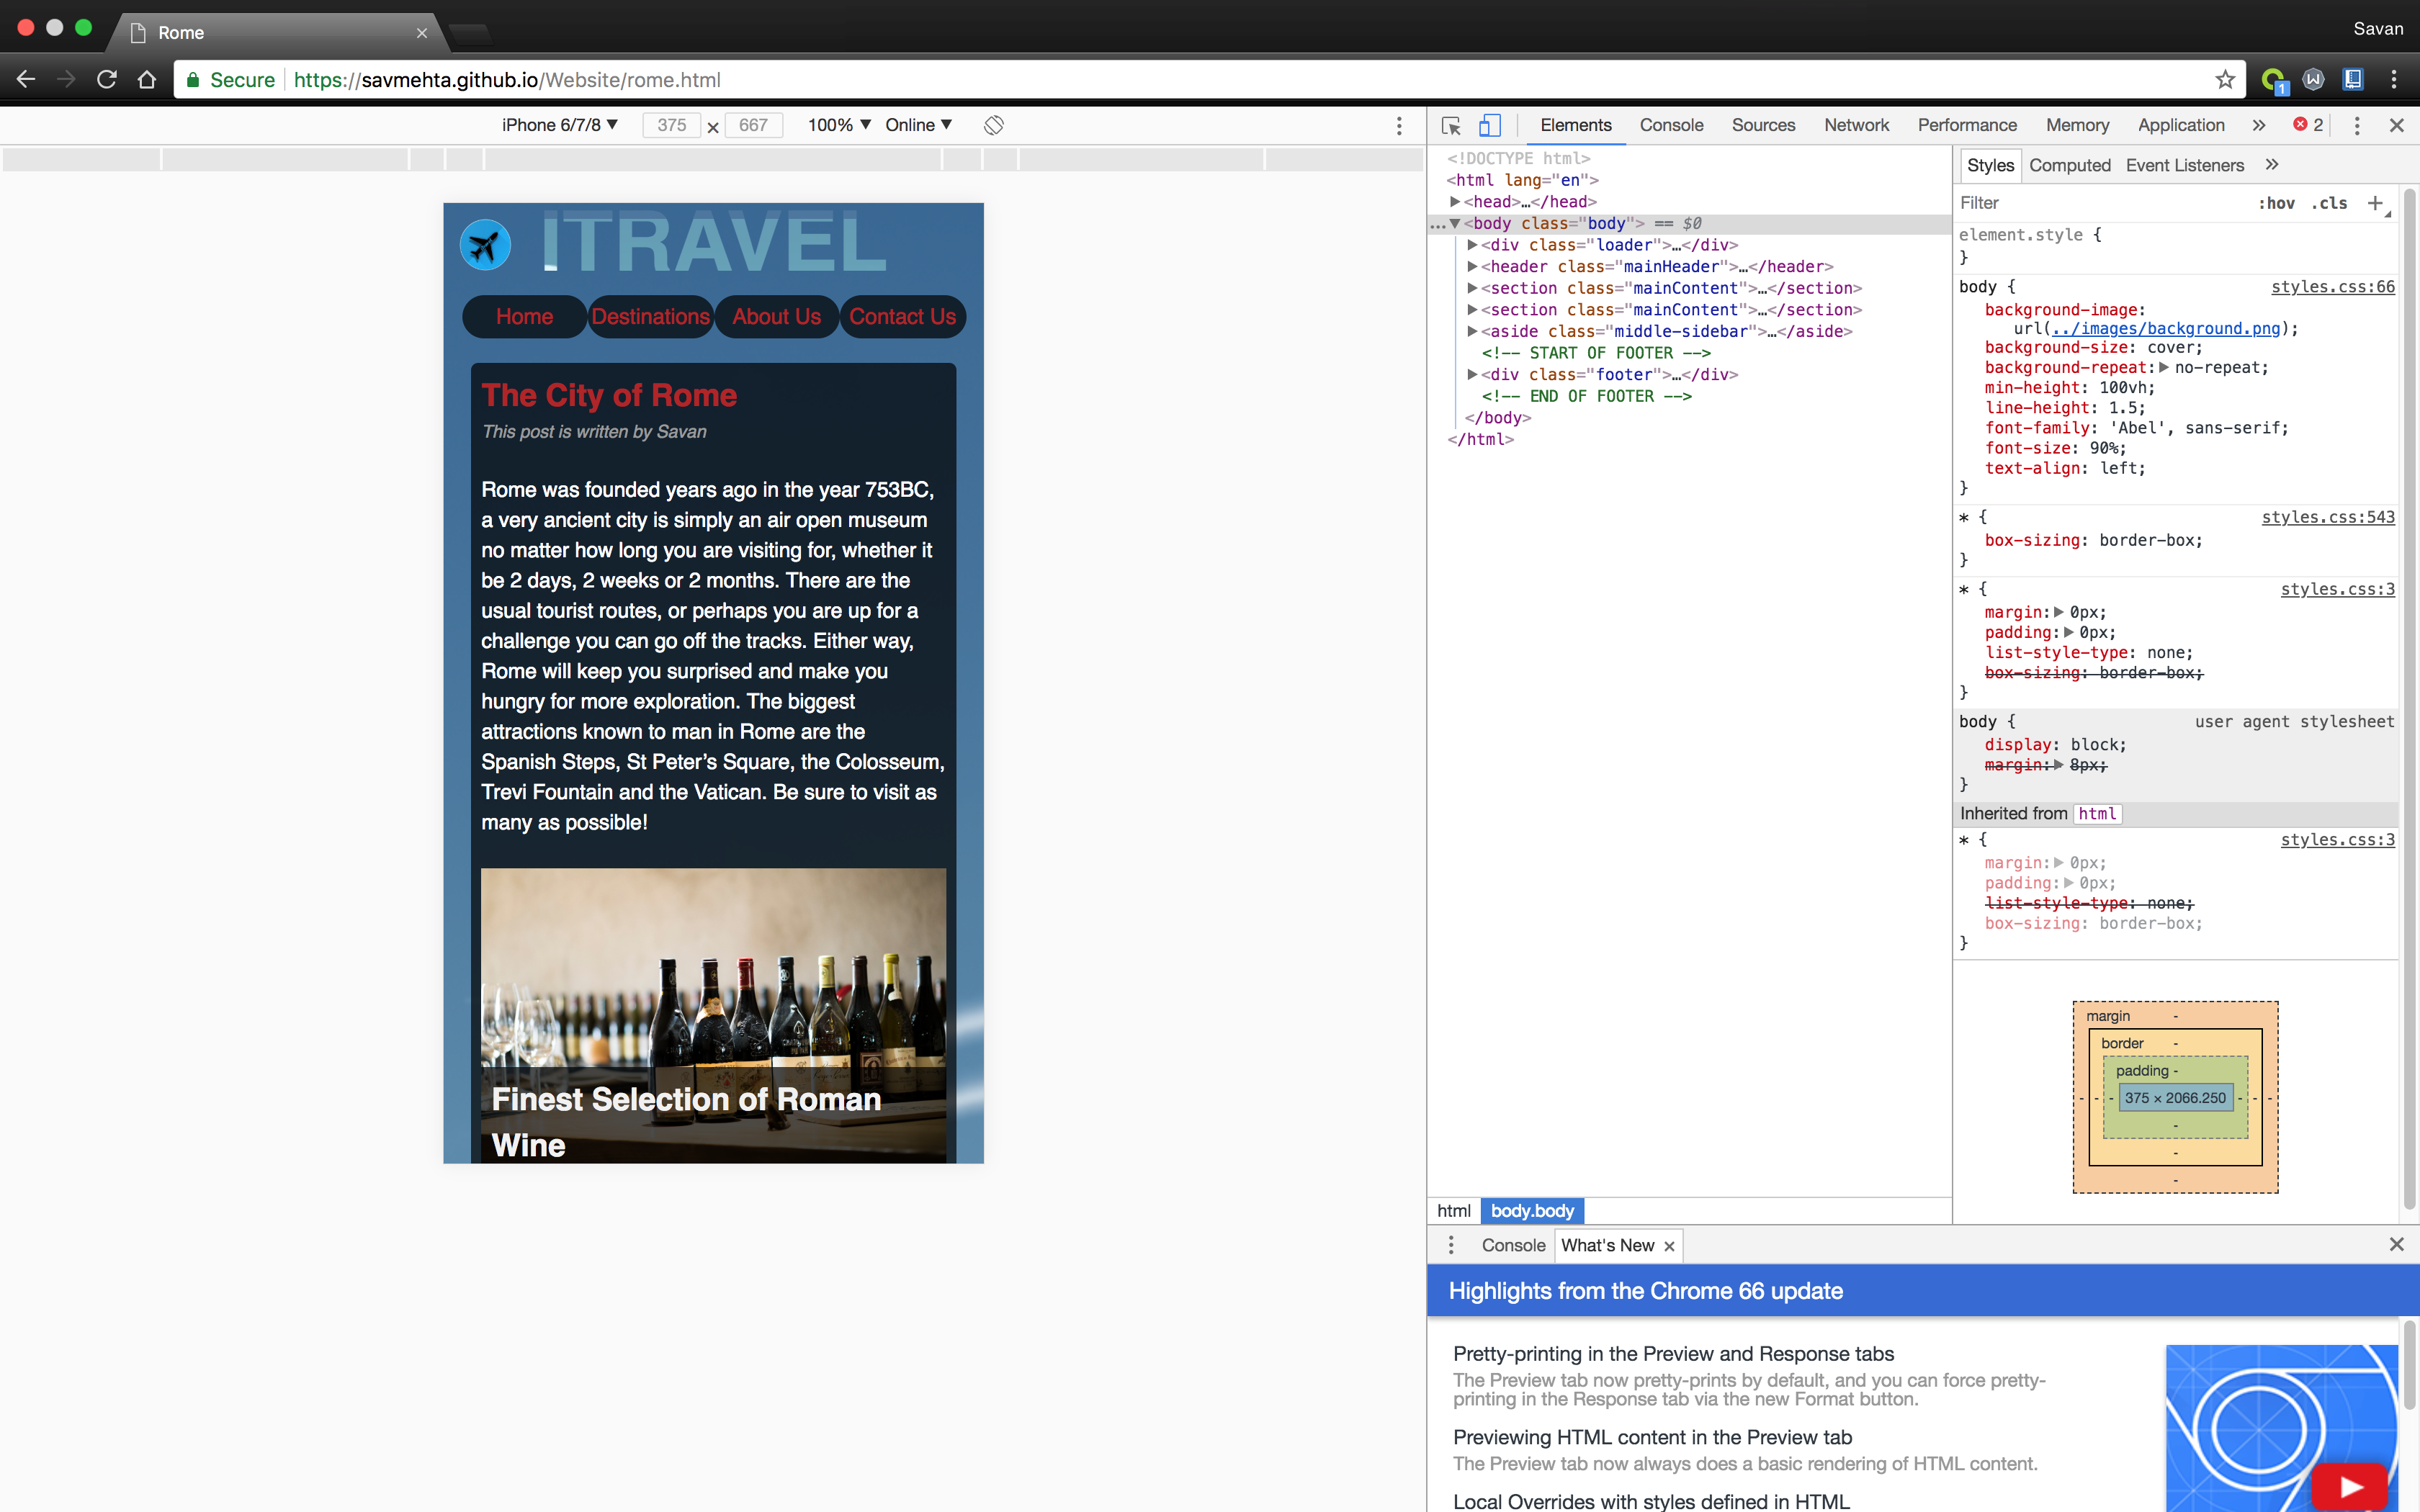 Rome
Savan
Secure https://savmehta.github.io/Website/rome.html
1
iPhone 6/7/8 ▼ 375 × 667 100% ▼ Online ▼
ITRAVEL
Home Destinations About Us Contact Us
The City of Rome
This post is written by Savan
Rome was founded years ago in the year 753BC,
a very ancient city is simply an air open museum
no matter how long you are visiting for, whether it
be 2 days, 2 weeks or 2 months. There are the
usual tourist routes, or perhaps you are up for a
challenge you can go off the tracks. Either way,
Rome will keep you surprised and make you
hungry for more exploration. The biggest
attractions known to man in Rome are the
Spanish Steps, St Peter’s Square, the Colosseum,
Trevi Fountain and the Vatican. Be sure to visit as
many as possible!
Finest Selection of Roman
Wine
Elements Console Sources Network Performance Memory Application » 2
<!DOCTYPE html>
<html lang="en">
▶<head>…</head>
…▼<body class="body"> == $0
▶<div class="loader">…</div>
▶<header class="mainHeader">…</header>
▶<section class="mainContent">…</section>
▶<section class="mainContent">…</section>
▶<aside class="middle-sidebar">…</aside>
<!-- START OF FOOTER -->
▶<div class="footer">…</div>
<!-- END OF FOOTER -->
</body>
</html>
html body.body
Styles Computed Event Listeners »
Filter :hov .cls +
element.style {
}
body { styles.css:66
background-image:
url(../images/background.png);
background-size: cover;
background-repeat:▶ no-repeat;
min-height: 100vh;
line-height: 1.5;
font-family: 'Abel', sans-serif;
font-size: 90%;
text-align: left;
}
* { styles.css:543
box-sizing: border-box;
}
* { styles.css:3
margin:▶ 0px;
padding:▶ 0px;
list-style-type: none;
box-sizing: border-box;
}
body { user agent stylesheet
display: block;
margin:▶ 8px;
}
Inherited from html
* { styles.css:3
margin:▶ 0px;
padding:▶ 0px;
list-style-type: none;
box-sizing: border-box;
}
margin -
border -
padding -
- - - 375 × 2066.250 - - -
-
-
-
Console What's New ×
Highlights from the Chrome 66 update
Pretty-printing in the Preview and Response tabs
The Preview tab now pretty-prints by default, and you can force pretty-
printing in the Response tab via the new Format button.
Previewing HTML content in the Preview tab
The Preview tab now always does a basic rendering of HTML content.
Local Overrides with styles defined in HTML